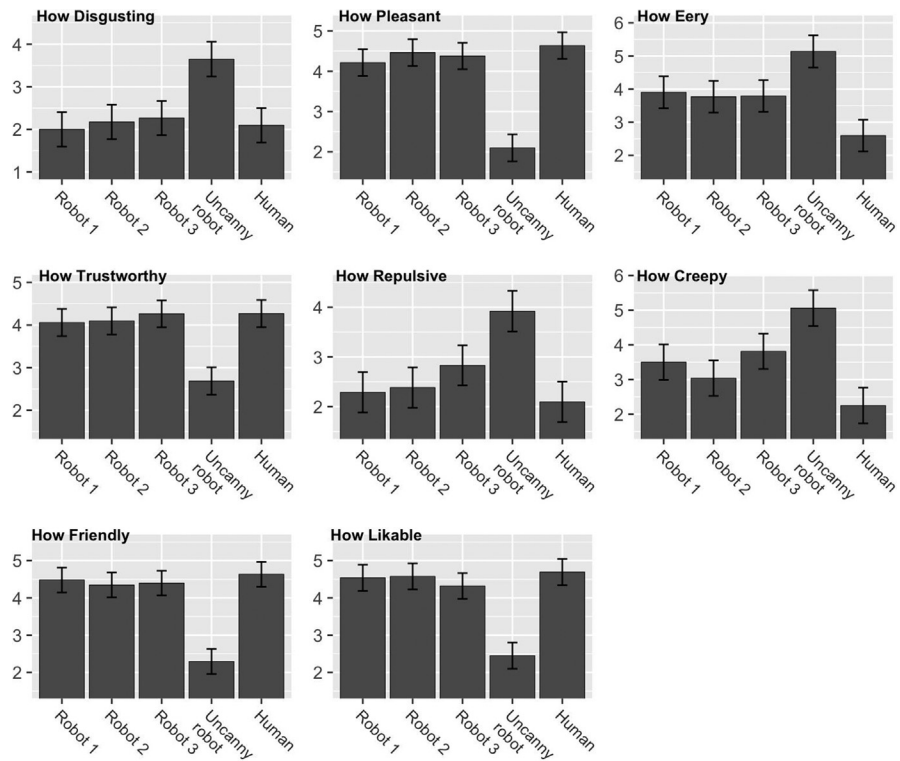 How Disgusting
4
3
2
1
Robot 1
Robot 2
Robot 3
Uncanny
robot
Human
How Pleasant
5
4
3
2
Robot 1
Robot 2
Robot 3
Uncanny
robot
Human
How Eery
6
5
4
3
2
Robot 1
Robot 2
Robot 3
Uncanny
robot
Human
How Trustworthy
5
4
3
2
Robot 1
Robot 2
Robot 3
Uncanny
robot
Human
How Repulsive
4
3
2
Robot 1
Robot 2
Robot 3
Uncanny
robot
Human
How Creepy
6
5
4
3
2
Robot 1
Robot 2
Robot 3
Uncanny
robot
Human
How Friendly
5
4
3
2
Robot 1
Robot 2
Robot 3
Uncanny
robot
Human
How Likable
5
4
3
2
Robot 1
Robot 2
Robot 3
Uncanny
robot
Human